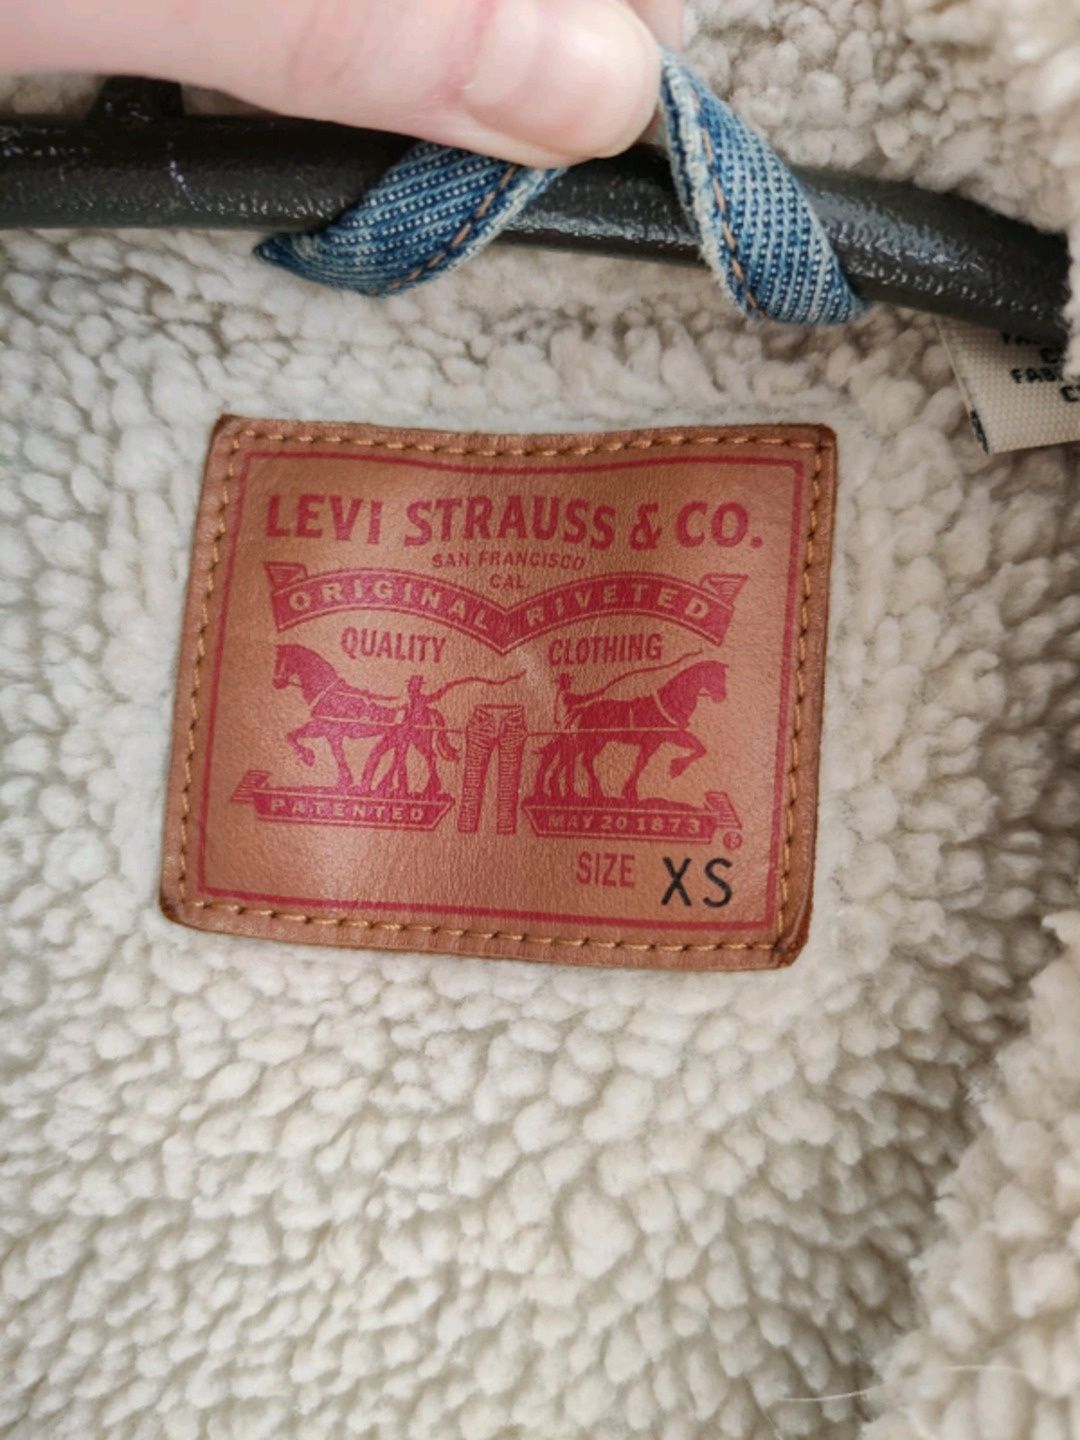 LEVI STRAUSS & CO.
SAN FRANCISCO
CAL
ORIGINAL RIVETED
QUALITY CLOTHING
PATENTED MAY 20 1873
®
SIZE XS